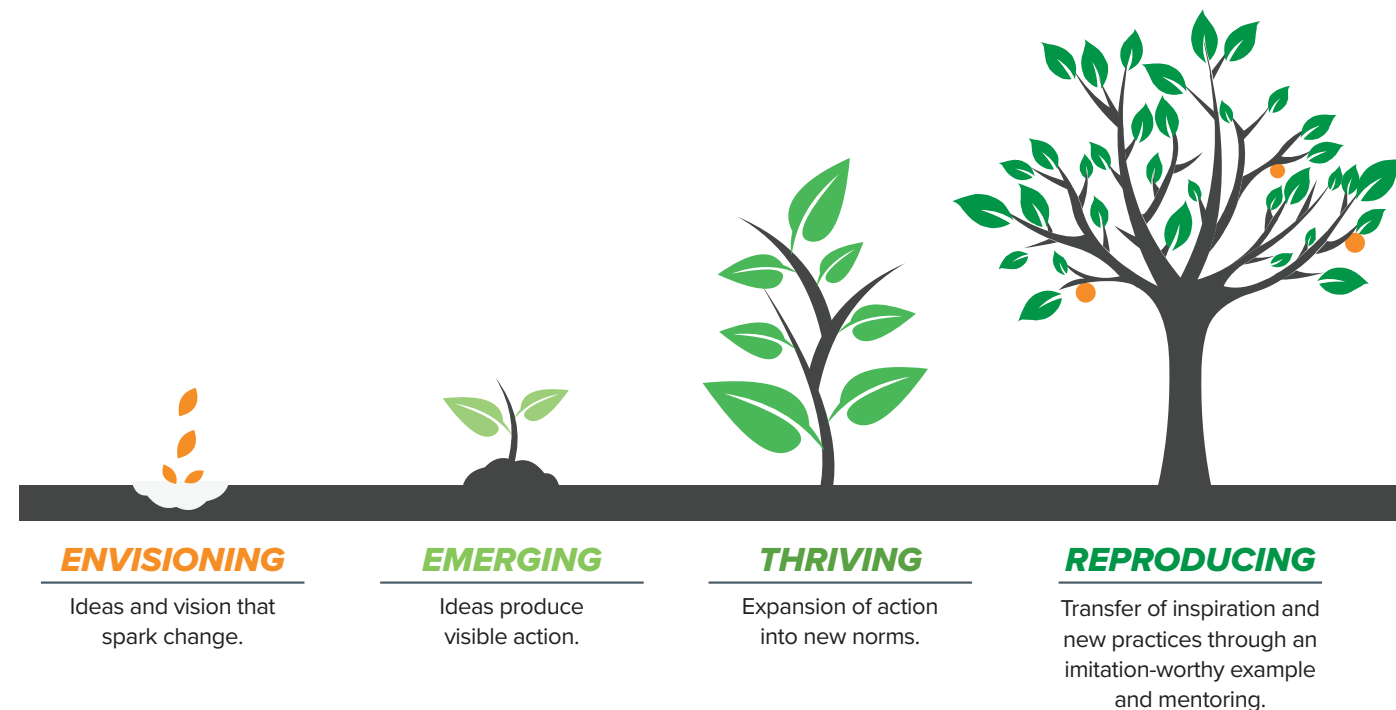 ENVISIONING
Ideas and vision that
spark change.
EMERGING
Ideas produce
visible action.
THRIVING
Expansion of action
into new norms.
REPRODUCING
Transfer of inspiration and
new practices through an
imitation-worthy example
and mentoring.